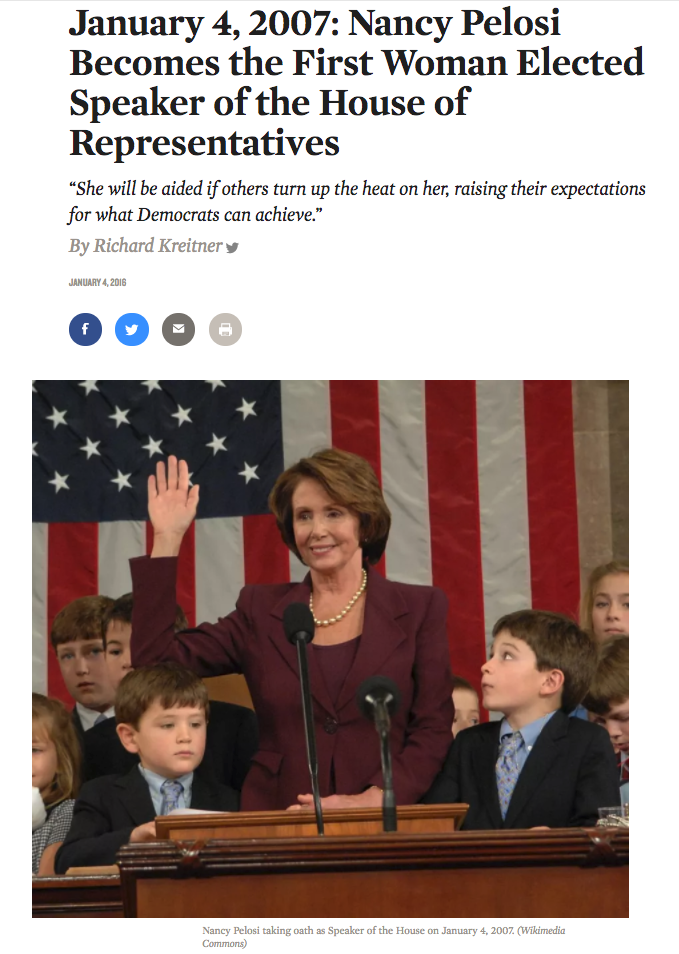 January 4, 2007: Nancy Pelosi
Becomes the First Woman Elected
Speaker of the House of
Representatives
“She will be aided if others turn up the heat on her, raising their expectations
for what Democrats can achieve.”
By Richard Kreitner
JANUARY 4, 2016
f
Nancy Pelosi taking oath as Speaker of the House on January 4, 2007. (Wikimedia
Commons)